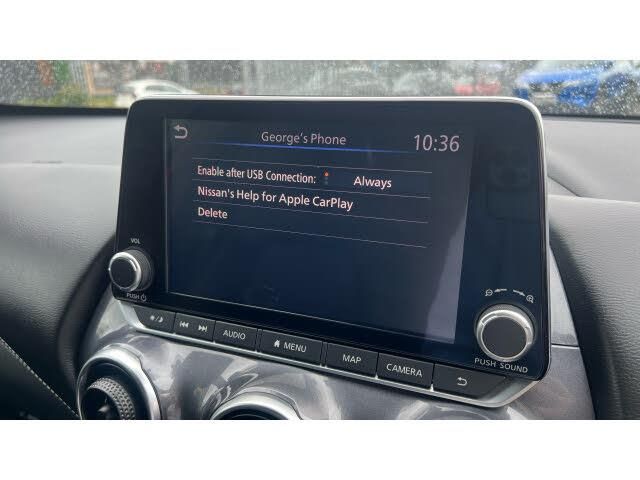 George's Phone 10:36
Enable after USB Connection: Always
Nissan's Help for Apple CarPlay
Delete
VOL
PUSH
AUDIO
MENU
MAP
CAMERA
PUSH SOUND